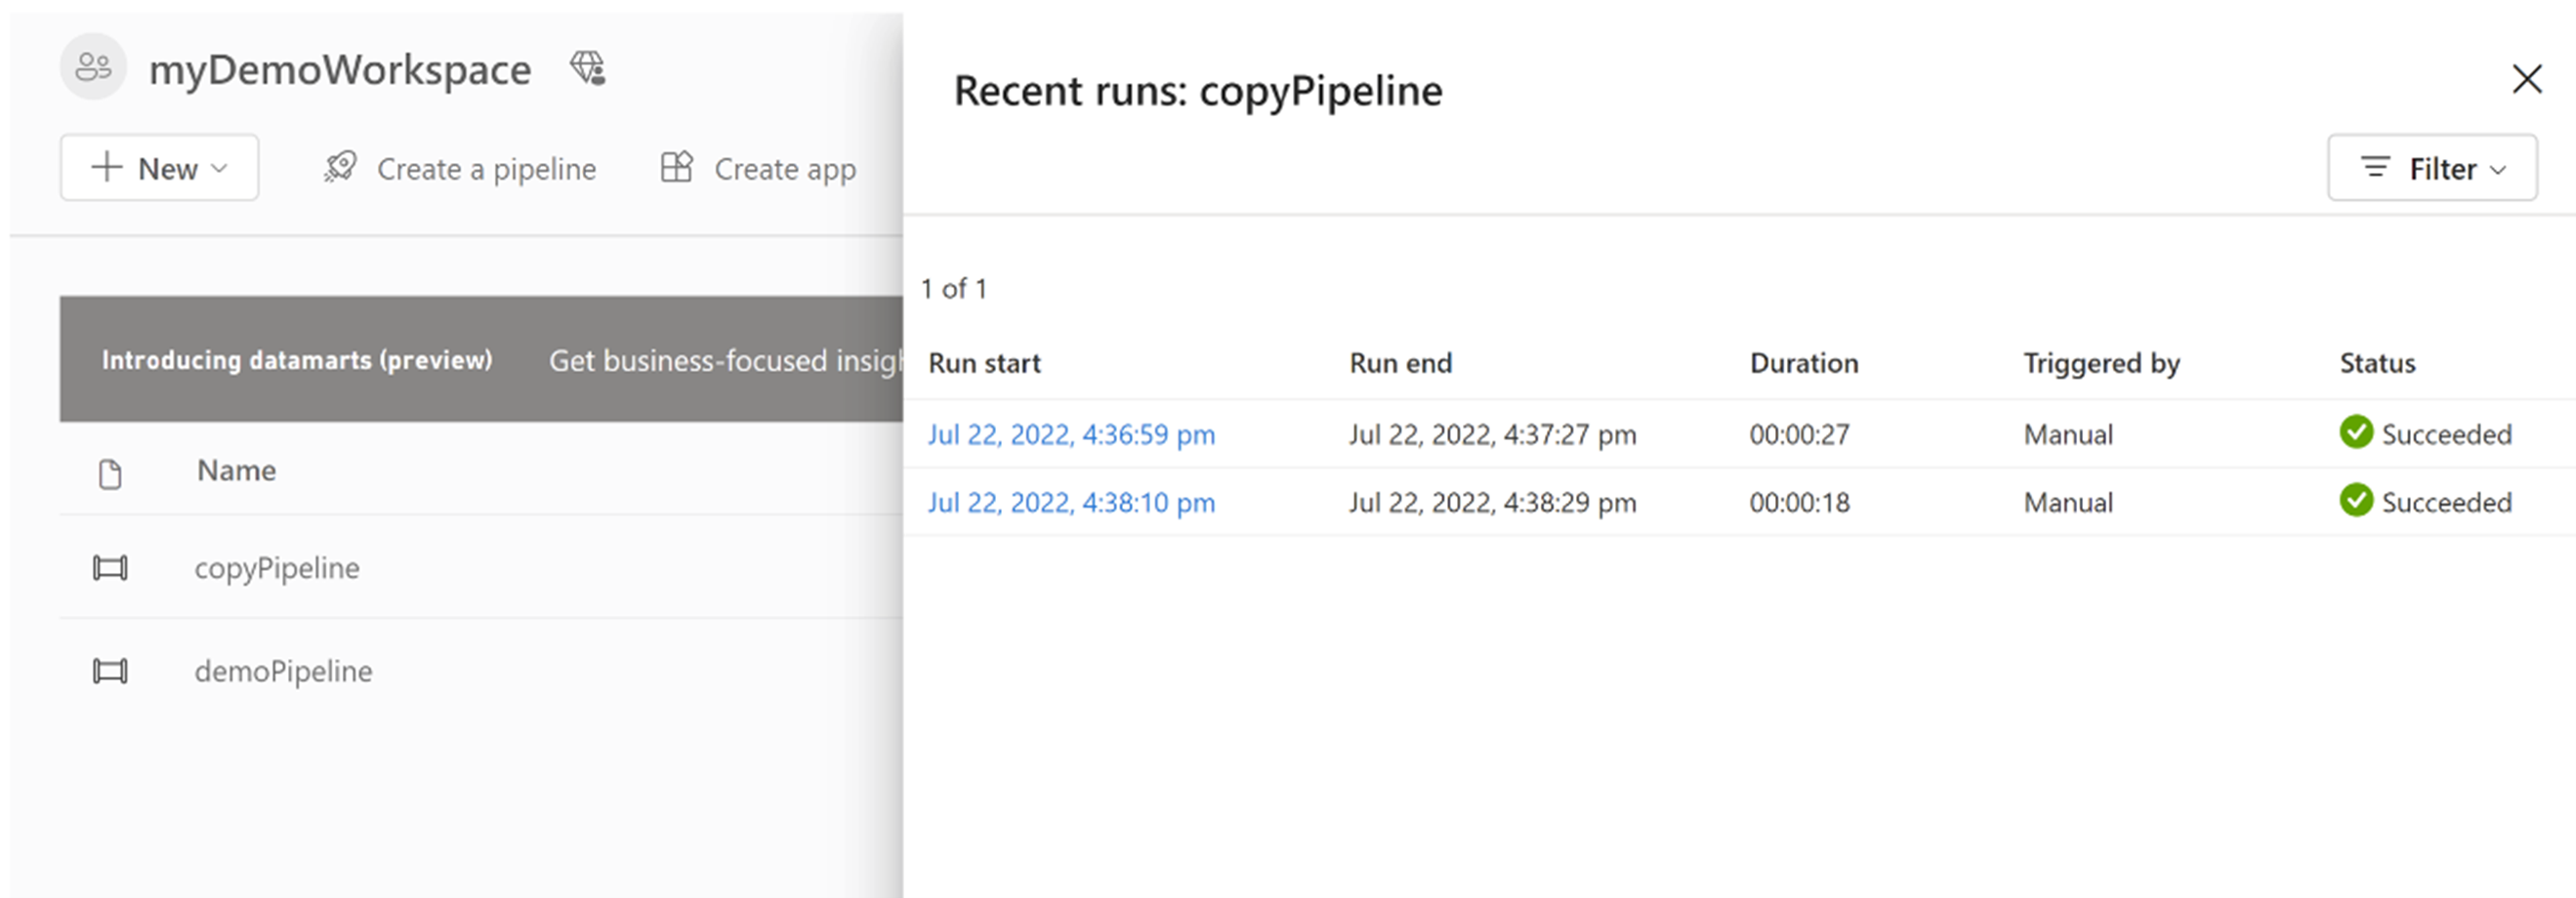 myDemoWorkspace
New
Create a pipeline
Create app
Introducing datamarts (preview) Get business-focused
Name
copyPipeline
demoPipeline
Recent runs: copyPipeline
Filter
1 of 1
Run start Run end Duration Triggered by Status
Jul 22, 2022, 4:36:59 pm Jul 22, 2022, 4:37:27 pm 00:00:27 Manual Succeeded
Jul 22, 2022, 4:38:10 pm Jul 22, 2022, 4:38:29 pm 00:00:18 Manual Succeeded